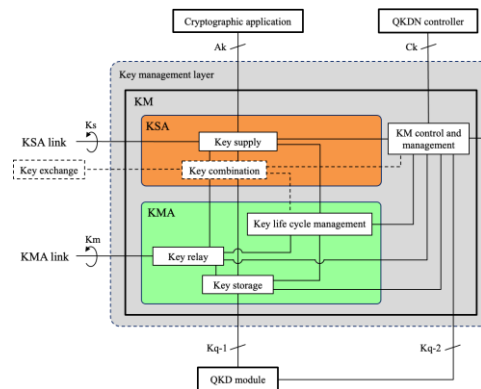 Cryptographic application
QKDN controller
Ak
Ck
Key management layer
KM
KSA
Ks
KSA link
Key supply
KM control and
management
Key exchange
Key combination
KMA
Key life cycle management
Km
KMA link
Key relay
Key storage
Kq-1
Kq-2
QKD module